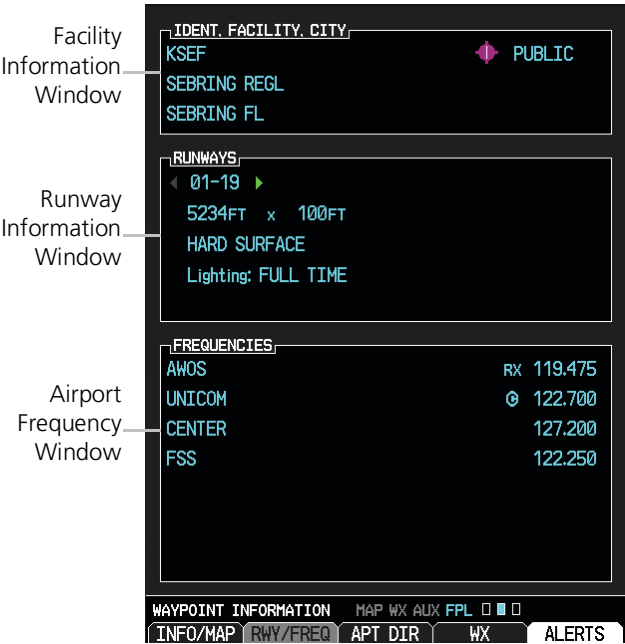 Facility
Information
Window
IDENT, FACILITY, CITY
KSEF PUBLIC
SEBRING REGL
SEBRING FL
Runway
Information
Window
RUNWAYS
01-19
5234FT x 100FT
HARD SURFACE
Lighting: FULL TIME
Airport
Frequency
Window
FREQUENCIES
AWOS RX 119.475
UNICOM C 122.700
CENTER 127.200
FSS 122.250
WAYPOINT INFORMATION MAP WX AUX FPL
INFO/MAP RWY/FREQ APT DIR WX ALERTS